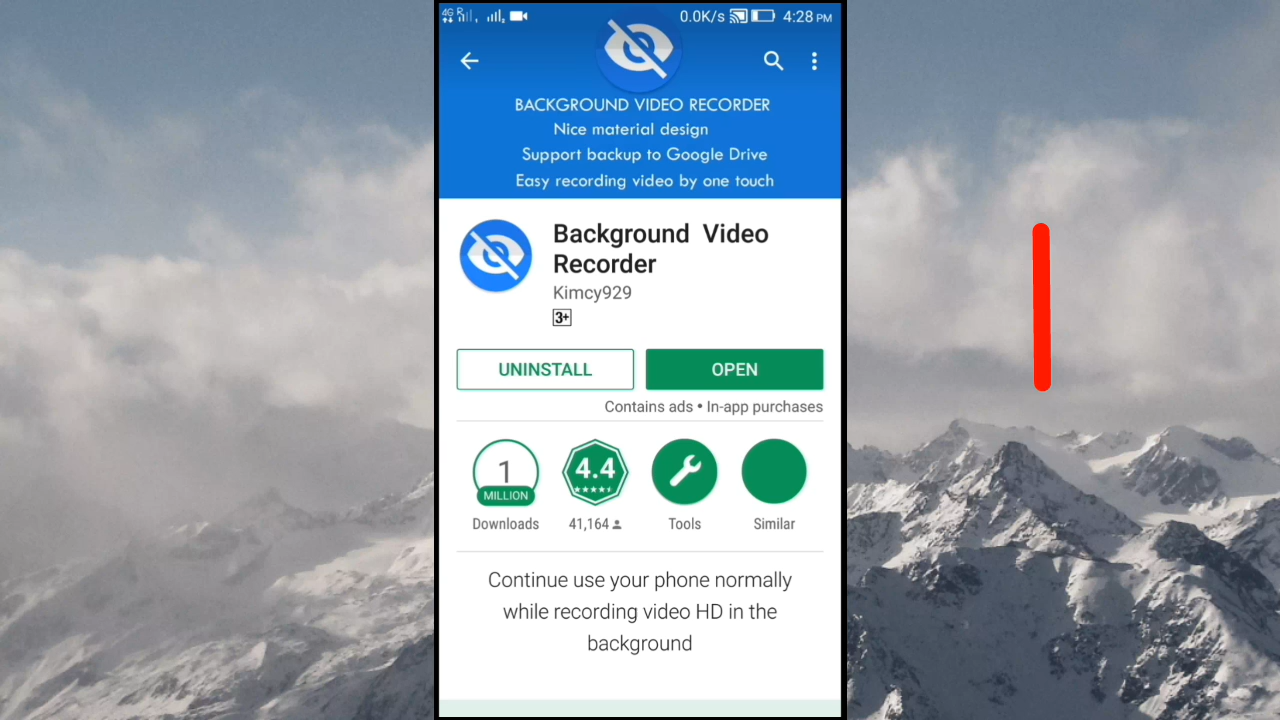 4G R 0.0K/s 4:28 PM
BACKGROUND VIDEO RECORDER
Nice material design
Support backup to Google Drive
Easy recording video by one touch
Background Video
Recorder
Kimcy929
3+
UNINSTALL OPEN
Contains ads • In-app purchases
1 MILLION 4.4
Downloads 41,164 Tools Similar
Continue use your phone normally
while recording video HD in the
background